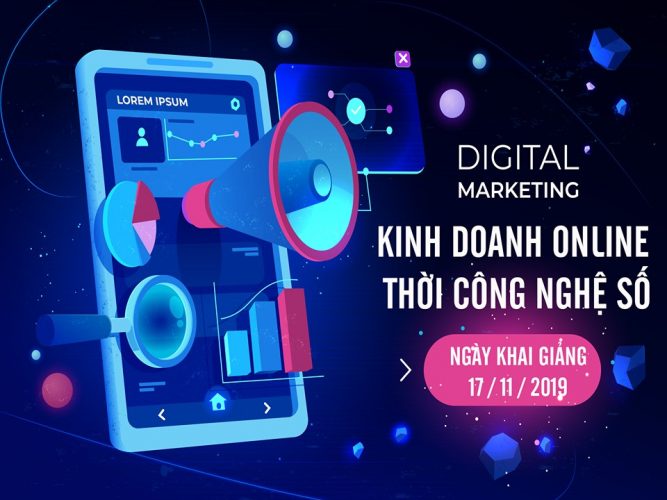 LOREM IPSUM
X
DIGITAL
MARKETING
KINH DOANH ONLINE
THỜI CÔNG NGHỆ SỐ
NGÀY KHAI GIẢNG
17 / 11 / 2019